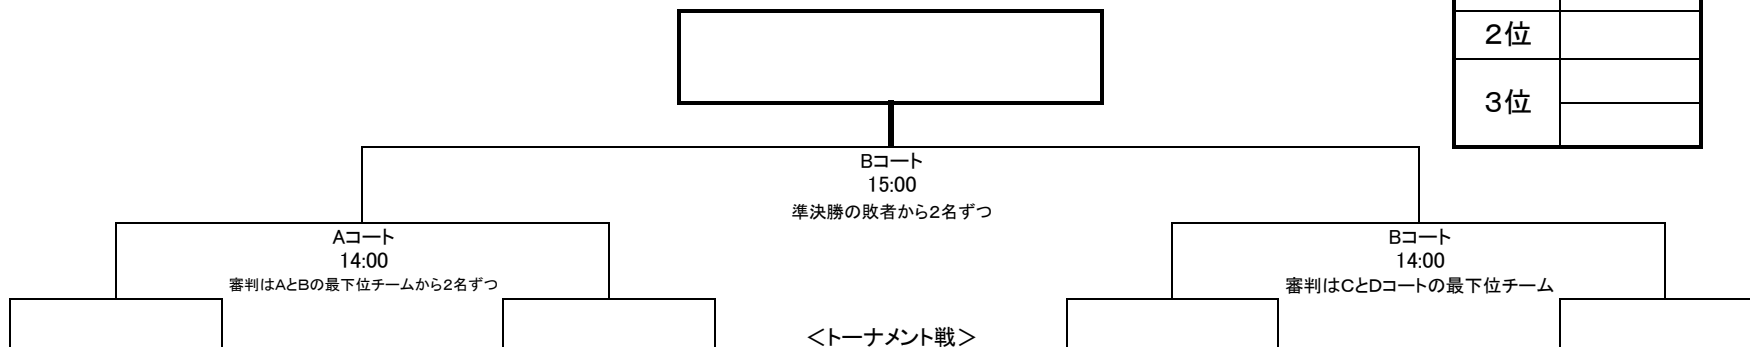 2位
3位
Bコート
15:00
準決勝の敗者から2名ずつ
Aコート
14:00
審判はAとBの最下位チームから2名ずつ
Bコート
14:00
審判はCとDコートの最下位チーム
＜トーナメント戦＞